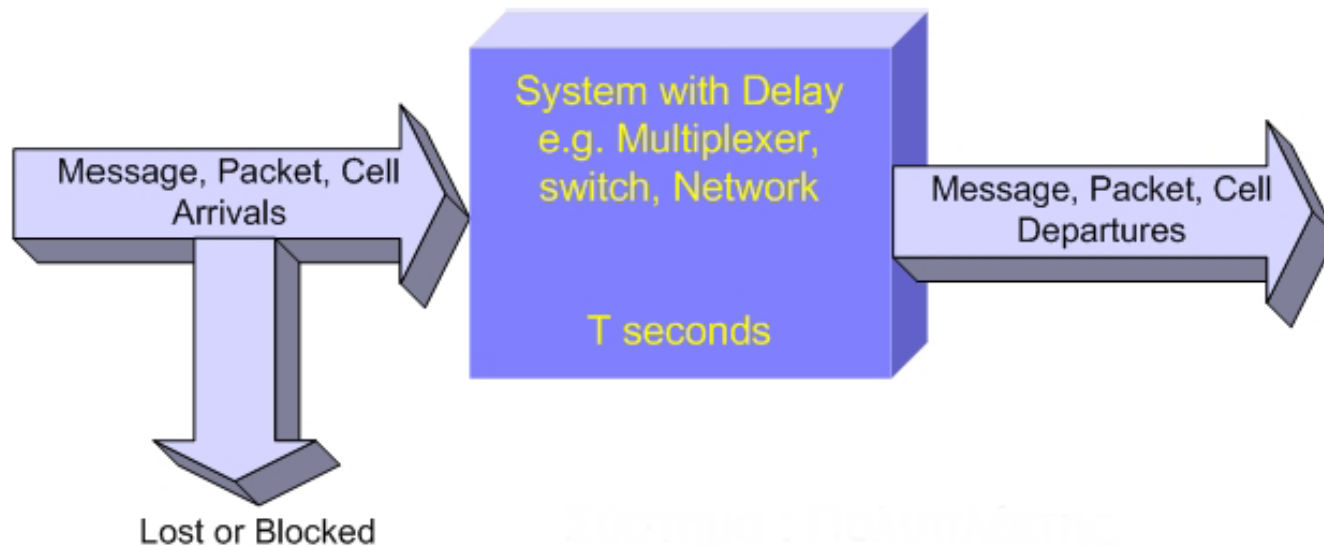 System with Delay
e.g. Multiplexer,
switch, Network
T seconds
Message, Packet, Cell
Arrivals
Message, Packet, Cell
Departures
Lost or Blocked